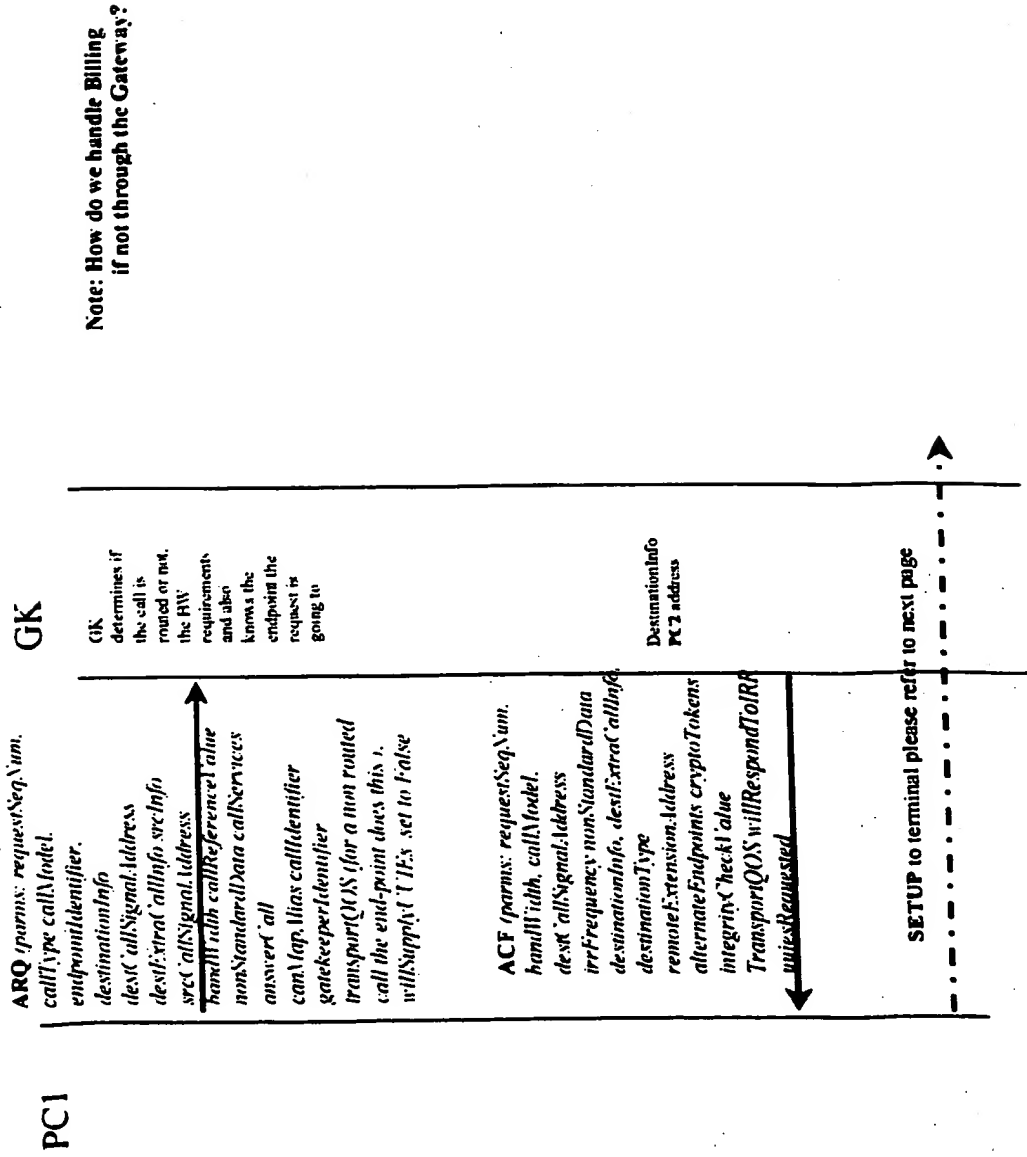 PC1
GK
Note: How do we handle Billing
if not through the Gateway?
ARQ (parms: requestSeqNum,
callType callModel,
endpointIdentifier,
destinationInfo
destCallSignalAddress
destExtraCallInfo srcInfo
srcCallSignalAddress
bandWidth callReferenceValue
nonStandardData callServices
answerCall
canMapAlias callIdentifier
gatekeeperIdentifier
transportQOS (for a non routed
call the end-point does this ),
willSupplyUUIEs set to False
GK
determines if
the call is
routed or not,
the BW
requirements
and also
knows the
endpoint the
request is
going to
ACF (parms: requestSeqNum,
bandWidth, callModel,
destCallSignalAddress
irrFrequency nonStandardData
destinationInfo, destExtraCallInfo,
destinationType
remoteExtensionAddress
alternateEndpoints cryptoTokens
integrityCheckValue
TransportQOS willRespondToIRR
uuiesRequested
DestinationInfo
PC2 address
SETUP to terminal please refer to next page